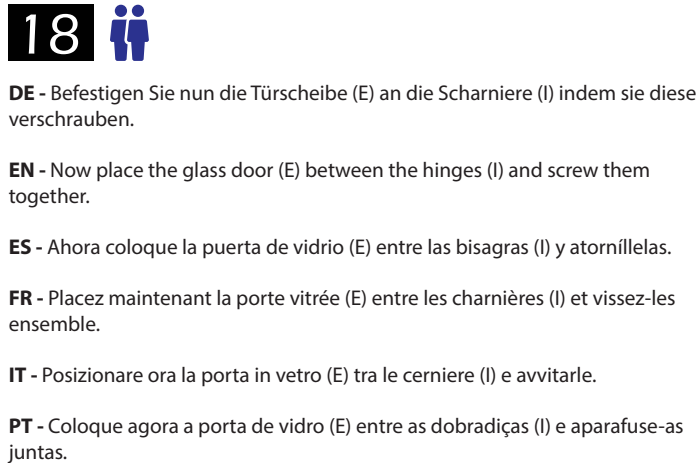 18
DE - Befestigen Sie nun die Türscheibe (E) an die Scharniere (I) indem sie diese
verschrauben.
EN - Now place the glass door (E) between the hinges (I) and screw them
together.
ES - Ahora coloque la puerta de vidrio (E) entre las bisagras (I) y atorníllelas.
FR - Placez maintenant la porte vitrée (E) entre les charnières (I) et vissez-les
ensemble.
IT - Posizionare ora la porta in vetro (E) tra le cerniere (I) e avvitarle.
PT - Coloque agora a porta de vidro (E) entre as dobradiças (I) e aparafuse-as
juntas.